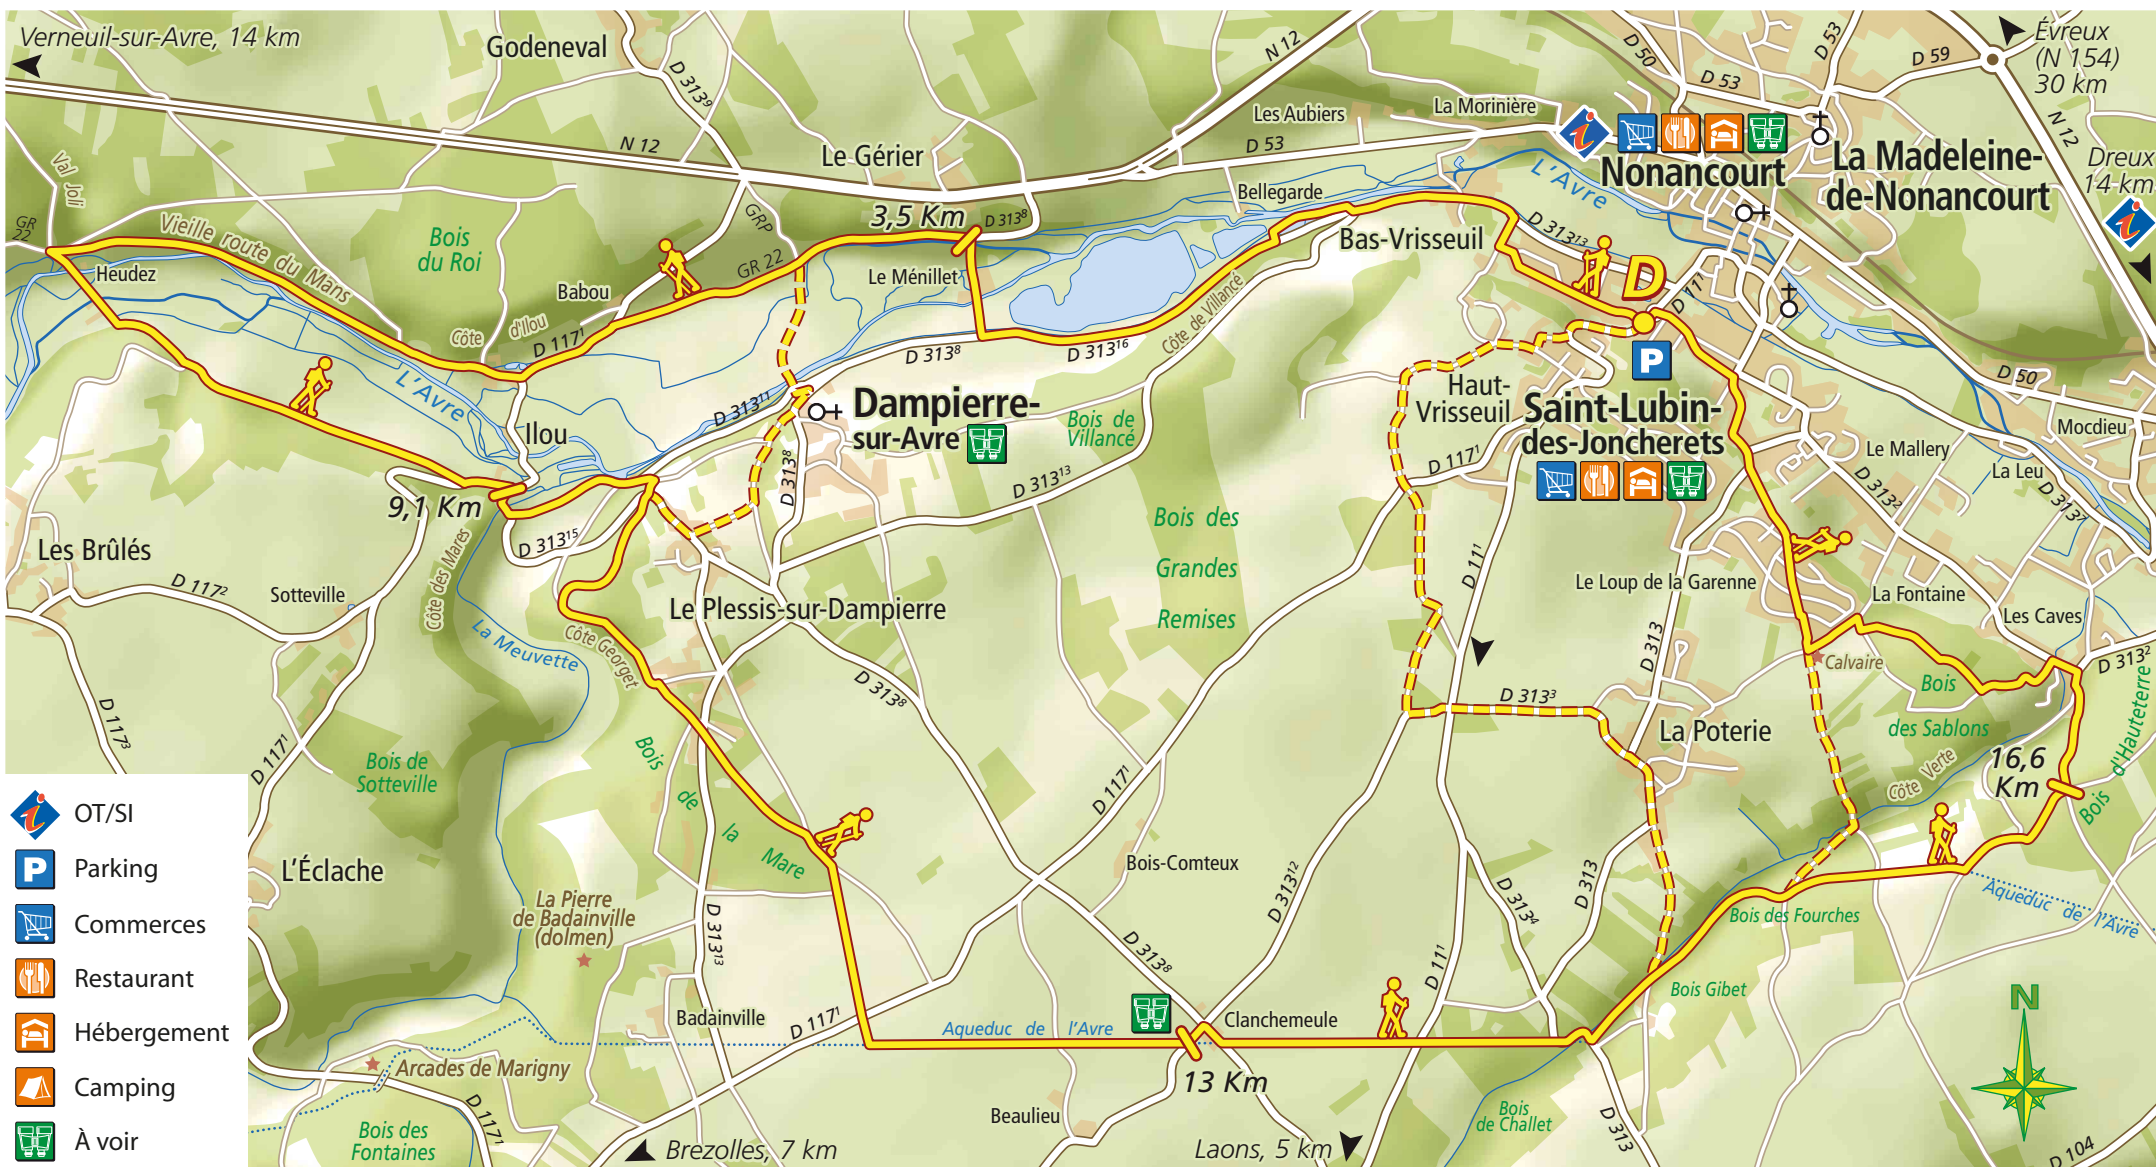 Verneuil-sur-Avre, 14 km
Godeneval
D 313⁹
N 12
D 50
D 53
D 53
D 59
Évreux
(N 154)
30 km
N 12
Dreux
14 km
Les Aubiers
La Morinière
D 53
N 12
Le Gérier
Nonancourt
La Madeleine-
de-Nonancourt
L'Avre
Bellegarde
Val Joli
GR
22
Vieille route du Mans
Bois
du Roi
GRP
3,5 Km
D 313⁸
Bas-Vrisseuil
D 313¹³
D
D 111
P
Heudez
Babou
GR 22
Le Ménillet
Côte de Villancé
Côte d'Ilou
D 117¹
D 313⁸
D 313¹⁶
L'Avre
D 313¹¹
Dampierre-
sur-Avre
Bois de
Villancé
Haut-
Vrisseuil
Saint-Lubin-
des-Joncherets
D 50
Mocdieu
Le Mallery
La Leu
D 313²
D 313⁷
Ilou
D 313⁸
D 313¹³
D 117¹
9,1 Km
D 313¹⁵
Côte des Mares
Les Brûlés
D 117²
Sotteville
Bois des
Grandes
Remises
D 11¹
Le Loup de la Garenne
La Fontaine
Les Caves
Le Plessis-sur-Dampierre
La Meuvette
Côte Georget
D 313
Calvaire
D 313²
D 313⁸
D 313³
Bois
des Sablons
Bois d'Hauteterre
La Poterie
D 117³
D 117¹
Bois de
Sotteville
Bois
de
la
Mare
16,6
Km
Côte Verte
D 117¹
Bois-Comteux
OT/SI
P Parking
Commerces
Restaurant
Hébergement
Camping
À voir
L'Éclache
La Pierre
de Badainville
(dolmen)
D 313¹³
D 313¹²
D 313⁴
D 313
Bois des Fourches
Aqueduc de l'Avre
D 313⁸
D 11¹
Bois Gibet
Badainville
D 117¹
Aqueduc de l'Avre
Clanchemeule
Arcades de Marigny
13 Km
Beaulieu
D 117¹
Bois des
Fontaines
Brezolles, 7 km
Laons, 5 km
Bois
de Challet
D 313
N
D 104